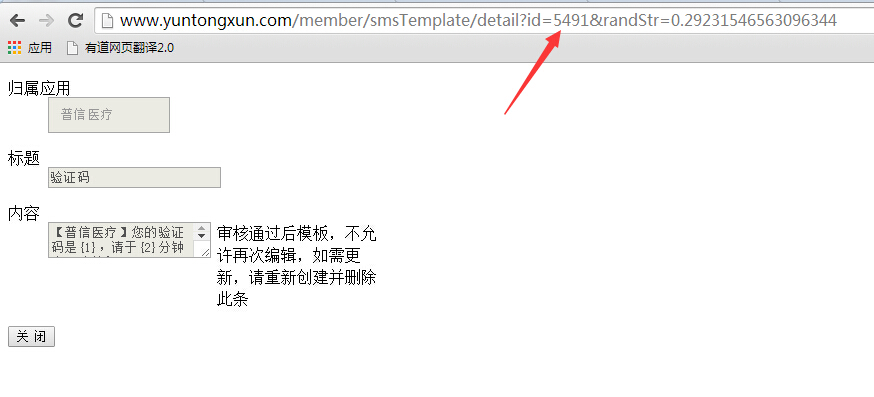 www.yuntongxun.com/member/smsTemplate/detail?id=5491&randStr=0.29231546563096344
应用 有道网页翻译2.0
归属应用
普信医疗
标题
验证码
内容
【普信医疗】您的验证
码是{1}，请于{2}分钟
审核通过后模板，不允
许再次编辑，如需更
新，请重新创建并删除
此条
关 闭